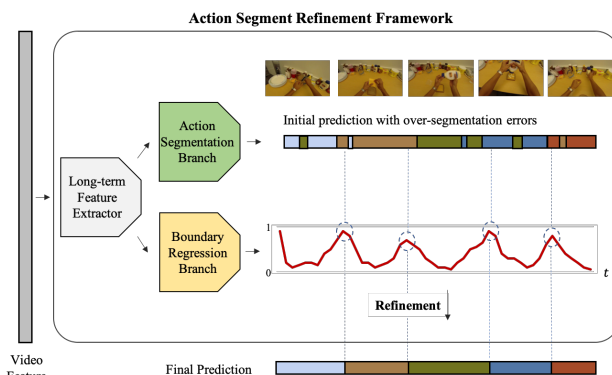 Action Segment Refinement Framework
Initial prediction with over-segmentation errors
Action
Segmentation
Branch
Long-term
Feature
Extractor
Boundary
Regression
Branch
1
0
t
Refinement
Video
Final Prediction